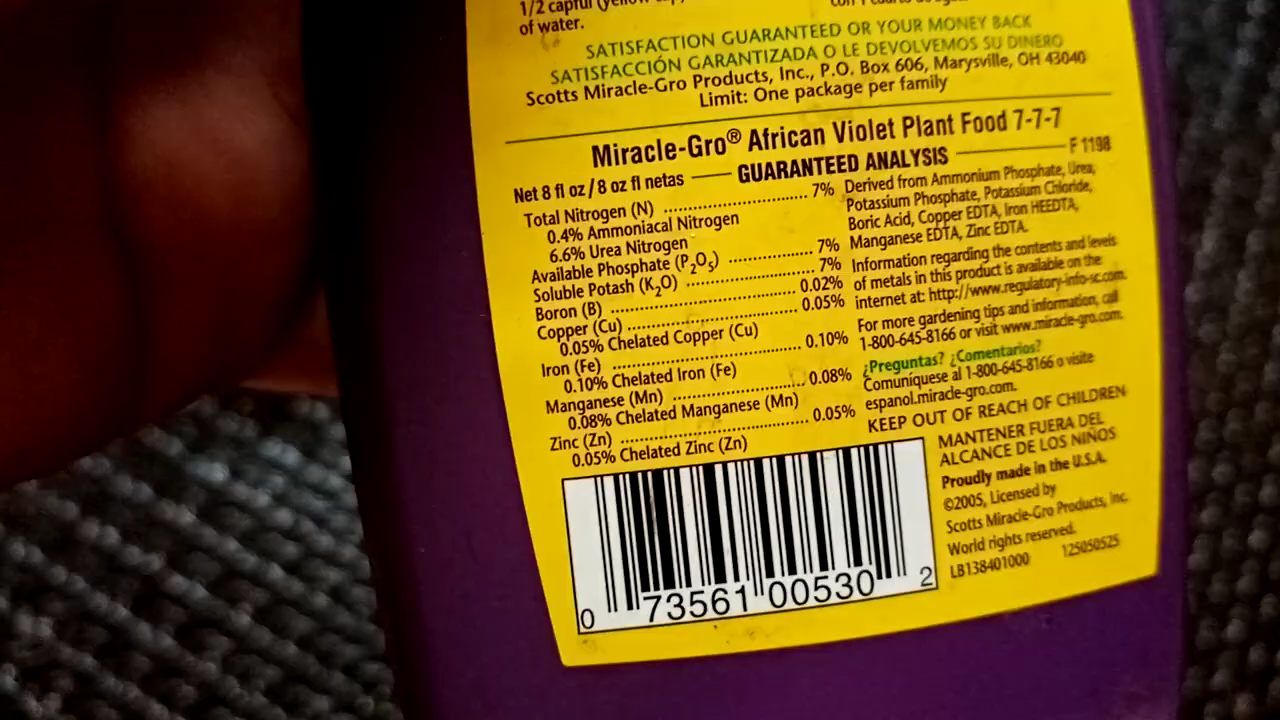 1/2 capful (yellow
of water.
SATISFACTION GUARANTEED OR YOUR MONEY BACK
SATISFACCIÓN GARANTIZADA O LE DEVOLVEMOS SU DINERO
Scotts Miracle-Gro Products, Inc., P.O. Box 606, Marysville, OH 43040
Limit: One package per family
Miracle-Gro® African Violet Plant Food 7-7-7
GUARANTEED ANALYSIS
F 1198
Net 8 fl oz / 8 oz fl netas
Total Nitrogen (N) ........................ 7%
0.4% Ammoniacal Nitrogen
6.6% Urea Nitrogen
Available Phosphate (P₂O₅) ............... 7%
Soluble Potash (K₂O) ........................ 7%
Boron (B) .................................. 0.02%
Copper (Cu) ............................... 0.05%
0.05% Chelated Copper (Cu)
Iron (Fe) .................................. 0.10%
0.10% Chelated Iron (Fe)
Manganese (Mn) ........................ 0.08%
0.08% Chelated Manganese (Mn)
Zinc (Zn) .................................. 0.05%
0.05% Chelated Zinc (Zn)
Derived from Ammonium Phosphate, Urea,
Potassium Phosphate, Potassium Chloride,
Boric Acid, Copper EDTA, Iron HEEDTA,
Manganese EDTA, Zinc EDTA.
Information regarding the contents and levels
of metals in this product is available on the
internet at: http://www.regulatory-info-sc.com.
For more gardening tips and information, call
1-800-645-8166 or visit www.miracle-gro.com.
¿Preguntas? ¿Comentarios?
Comuníquese al 1-800-645-8166 o visite
espanol.miracle-gro.com.
KEEP OUT OF REACH OF CHILDREN
MANTENER FUERA DEL
ALCANCE DE LOS NIÑOS
Proudly made in the U.S.A.
©2005, Licensed by
Scotts Miracle-Gro Products, Inc.
World rights reserved.
LB138401000 125050525
0 73561 00530 2